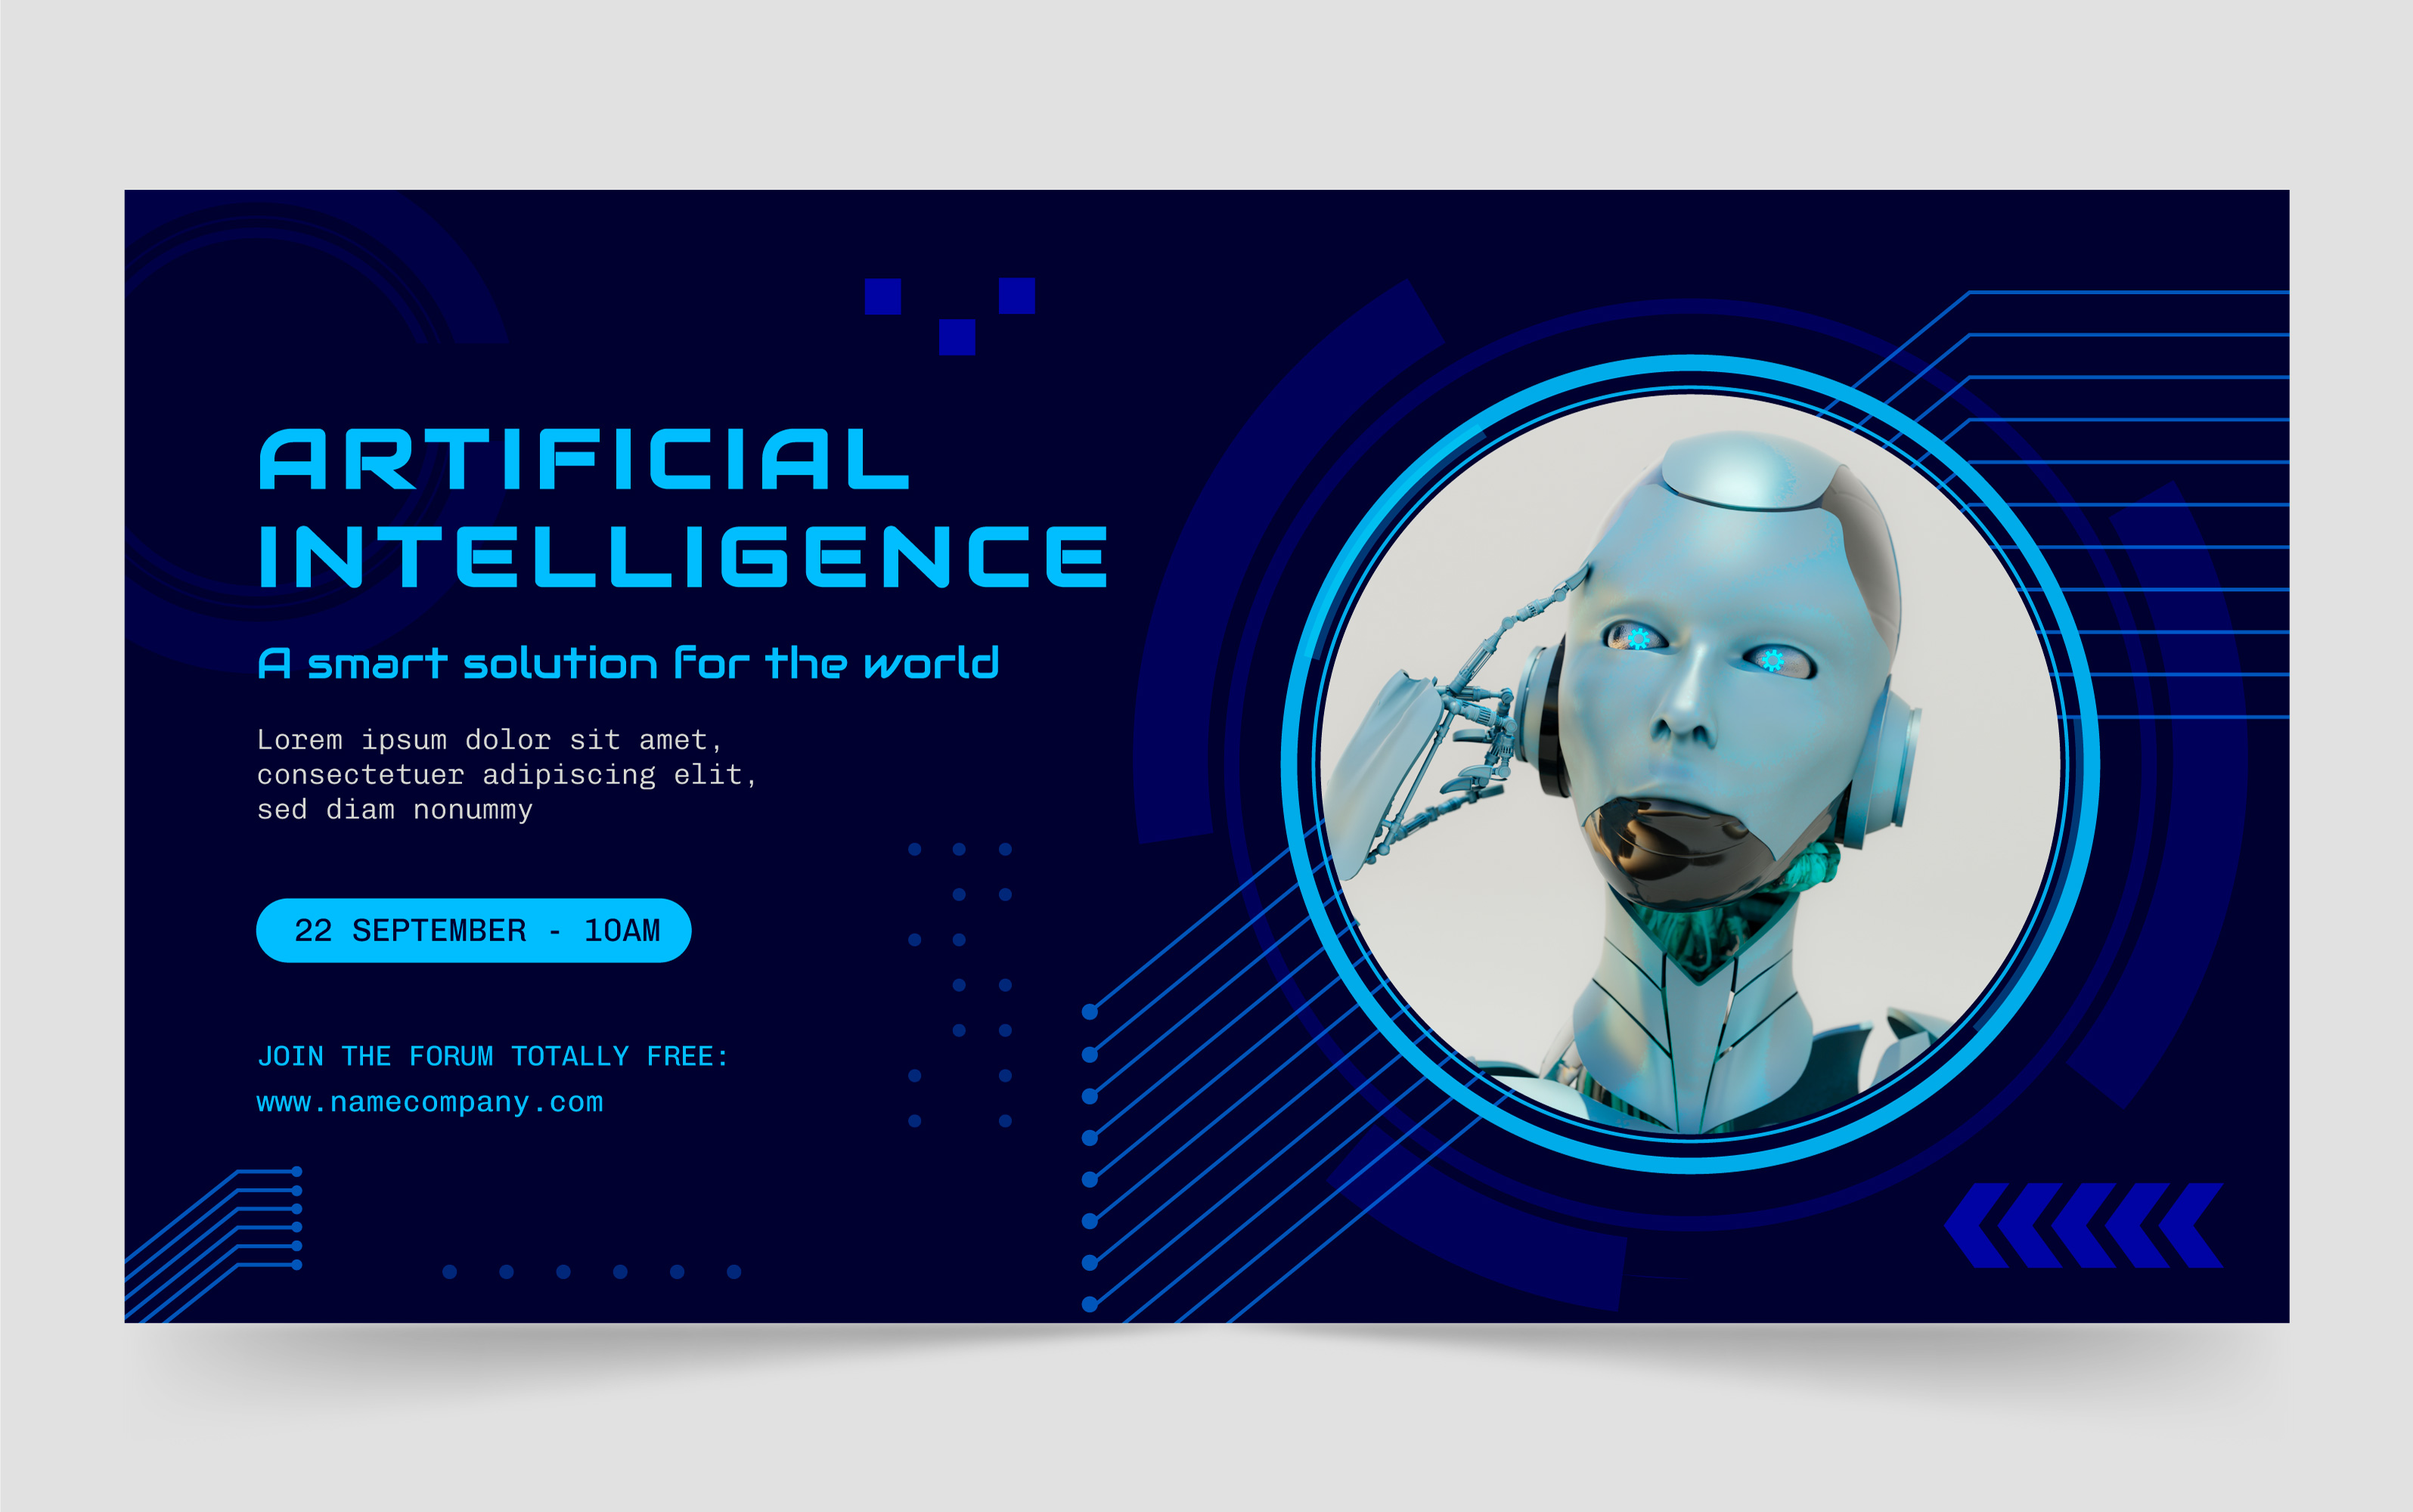 ARTIFICIAL
INTELLIGENCE
A smart solution for the world
Lorem ipsum dolor sit amet,
consectetuer adipiscing elit,
sed diam nonummy
22 SEPTEMBER - 10AM
JOIN THE FORUM TOTALLY FREE:
www.namecompany.com